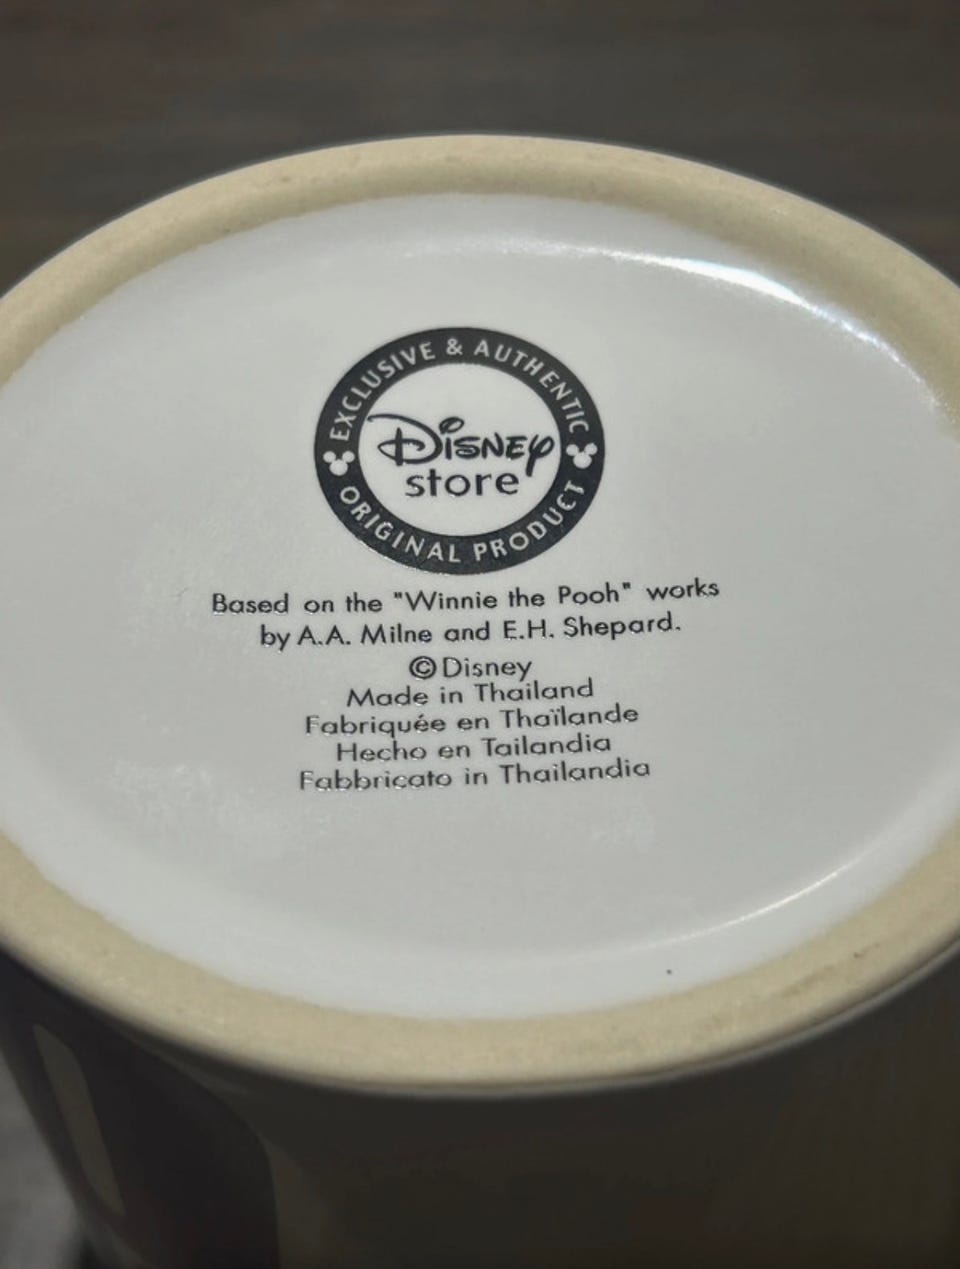 EXCLUSIVE & AUTHENTIC
Disney
store
ORIGINAL PRODUCT
Based on the "Winnie the Pooh" works
by A.A. Milne and E.H. Shepard.
©Disney
Made in Thailand
Fabriquée en Thaïlande
Hecho en Tailandia
Fabbricato in Thailandia